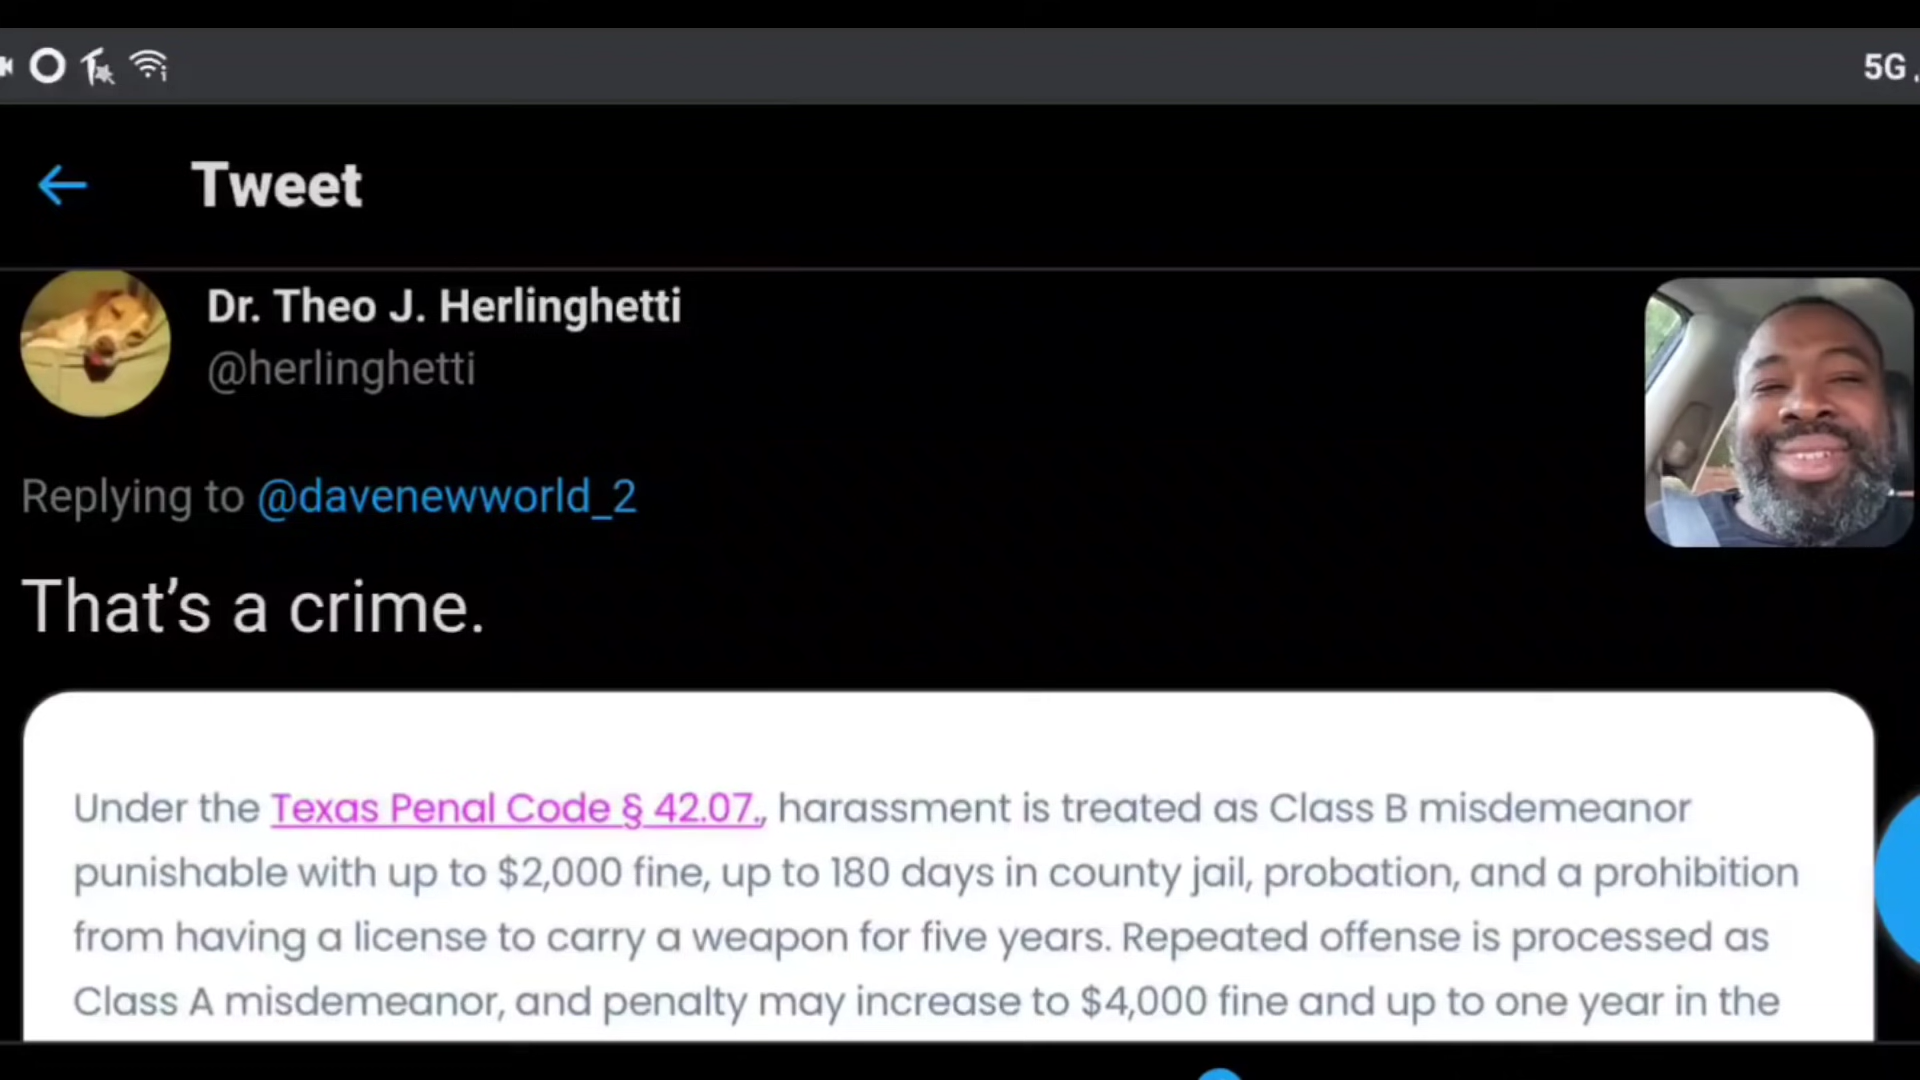 5G
Tweet
Dr. Theo J. Herlinghetti
@herlinghetti
Replying to @davenewworld_2
That’s a crime.
Under the Texas Penal Code § 42.07., harassment is treated as Class B misdemeanor
punishable with up to $2,000 fine, up to 180 days in county jail, probation, and a prohibition
from having a license to carry a weapon for five years. Repeated offense is processed as
Class A misdemeanor, and penalty may increase to $4,000 fine and up to one year in the